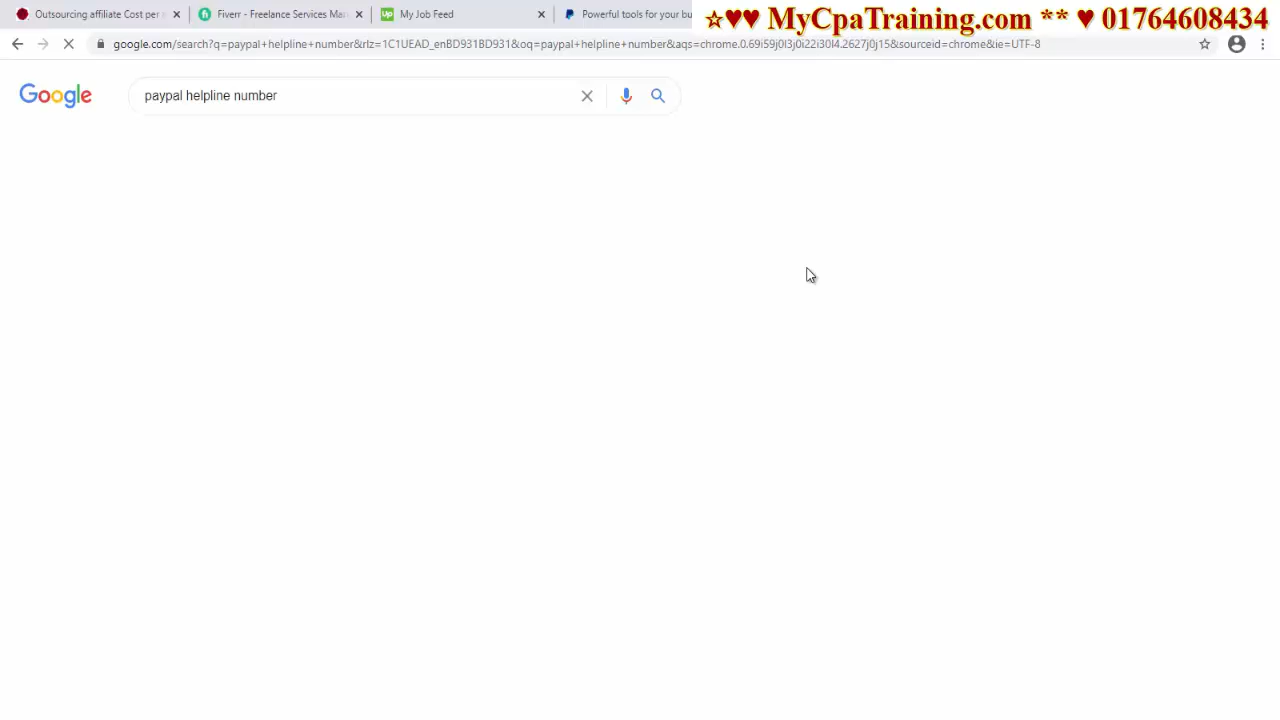 Outsourcing affiliate Cost per
Fiverr - Freelance Services Mar
My Job Feed
Powerful tools for your bu
☆♥♥ MyCpaTraining.com ** ♥ 01764608434
google.com/search?q=paypal+helpline+number&rlz=1C1UEAD_enBD931BD931&oq=paypal+helpline+number&aqs=chrome.0.69i59j0l3j0i22i30l4.2627j0j15&sourceid=chrome&ie=UTF-8
Google
paypal helpline number